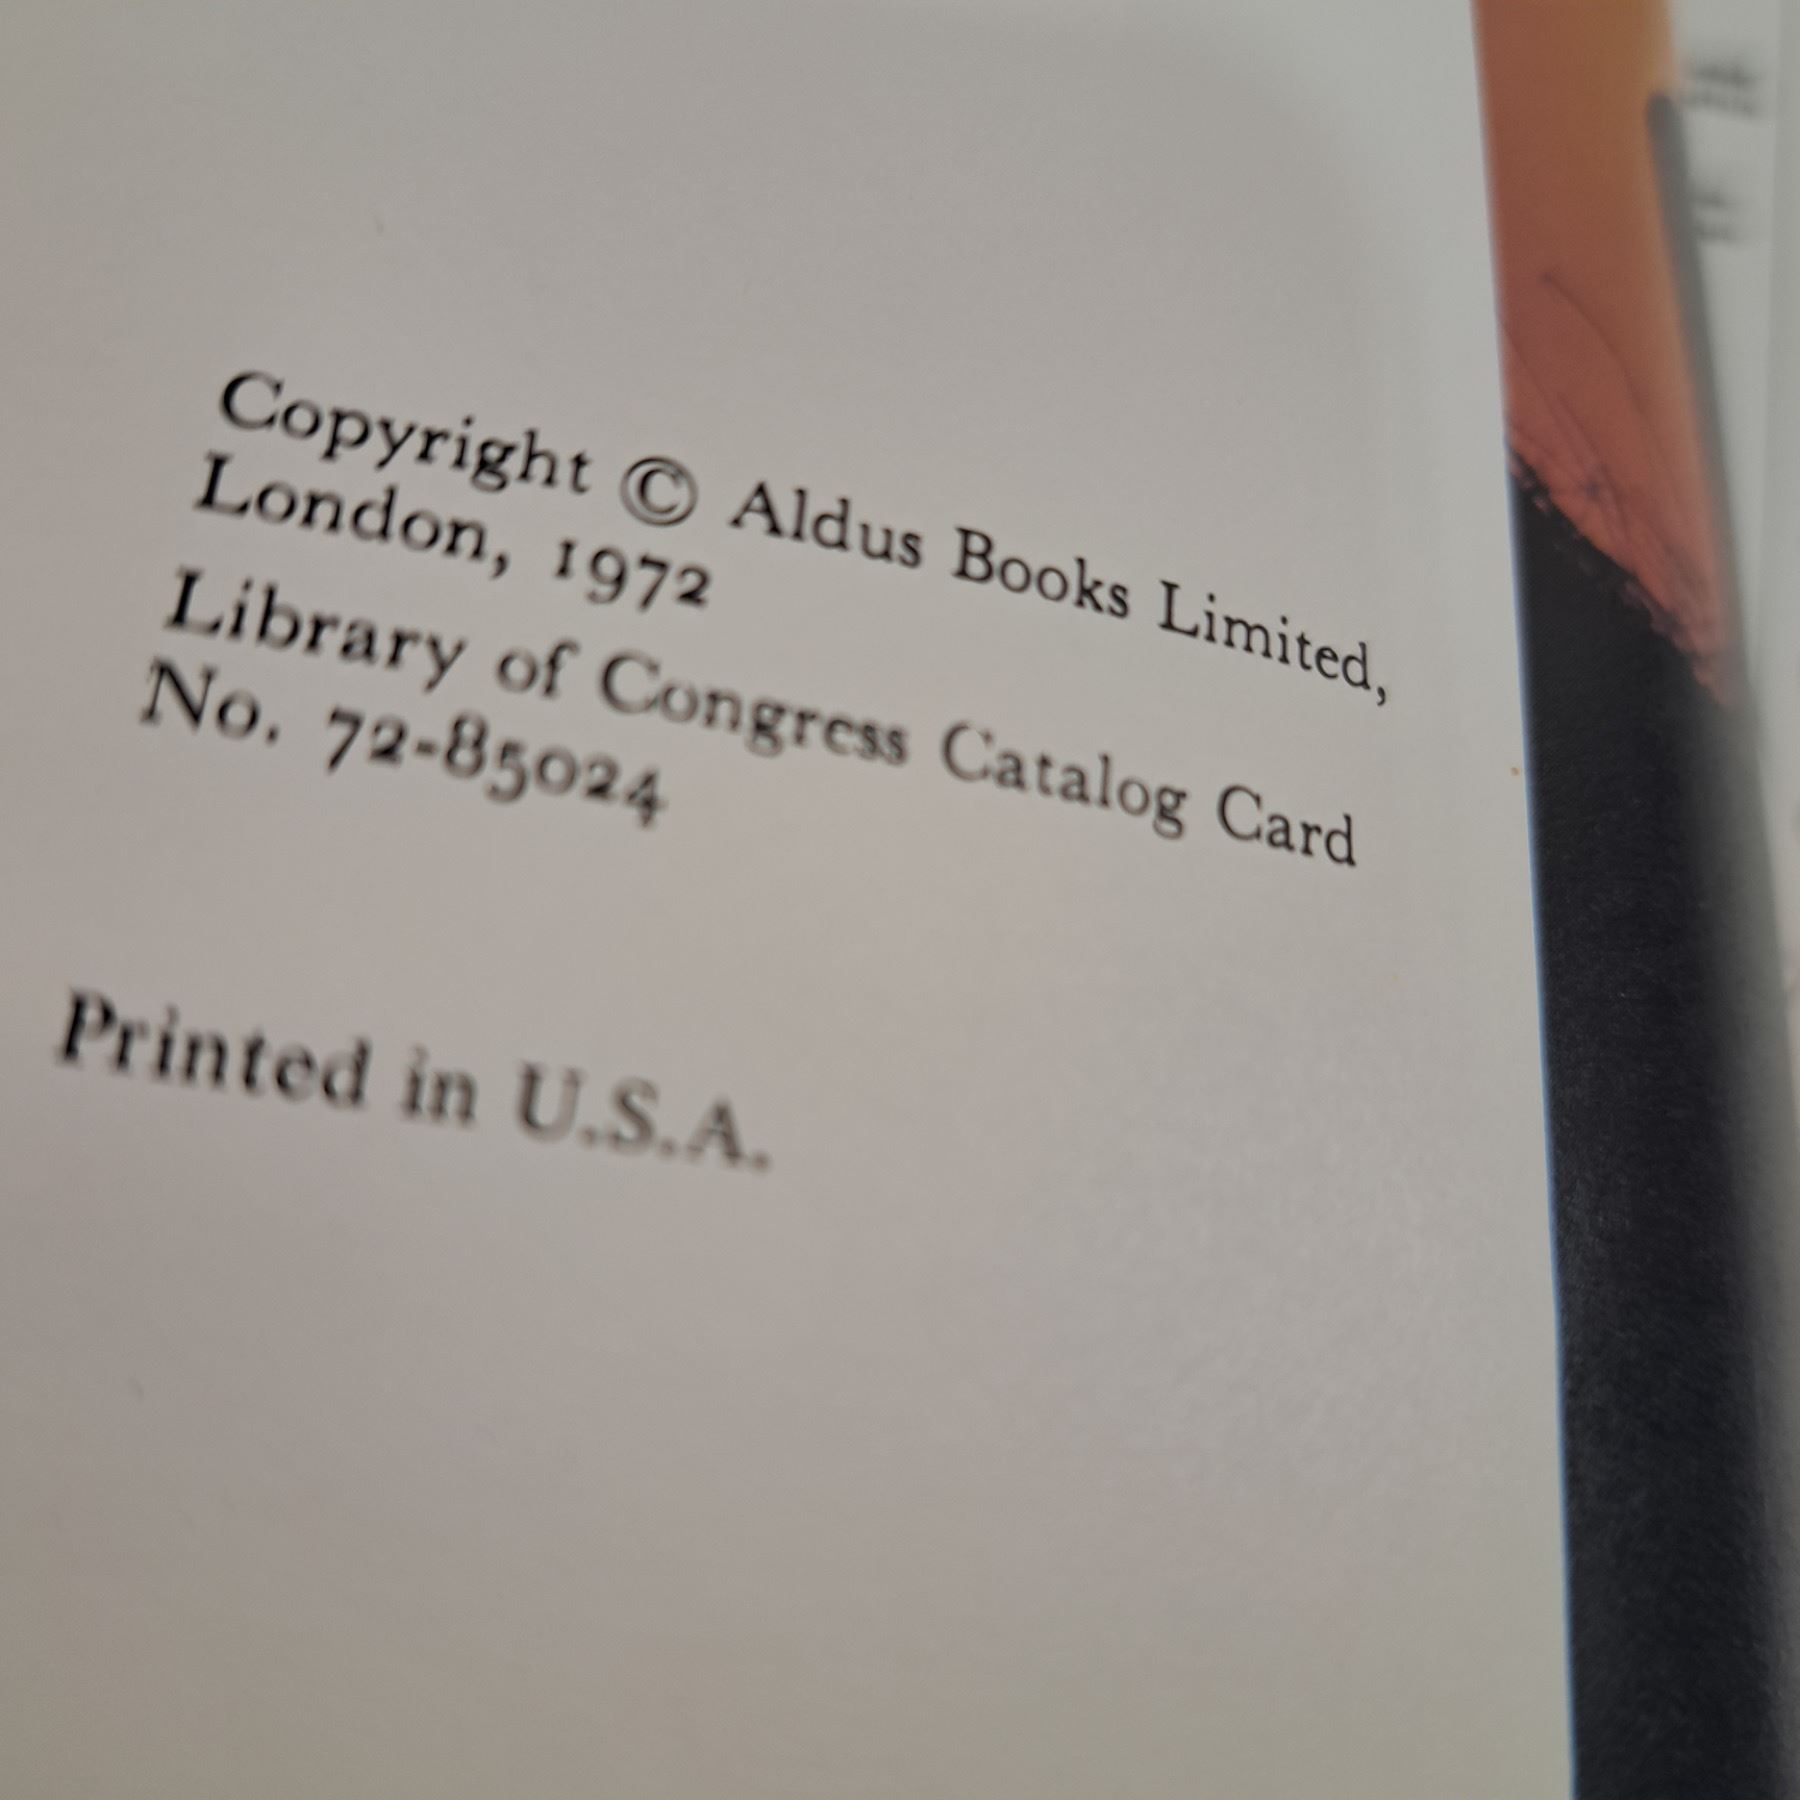 Copyright © Aldus Books Limited,
London, 1972
Library of Congress Catalog Card
No. 72-85024
Printed in U.S.A.